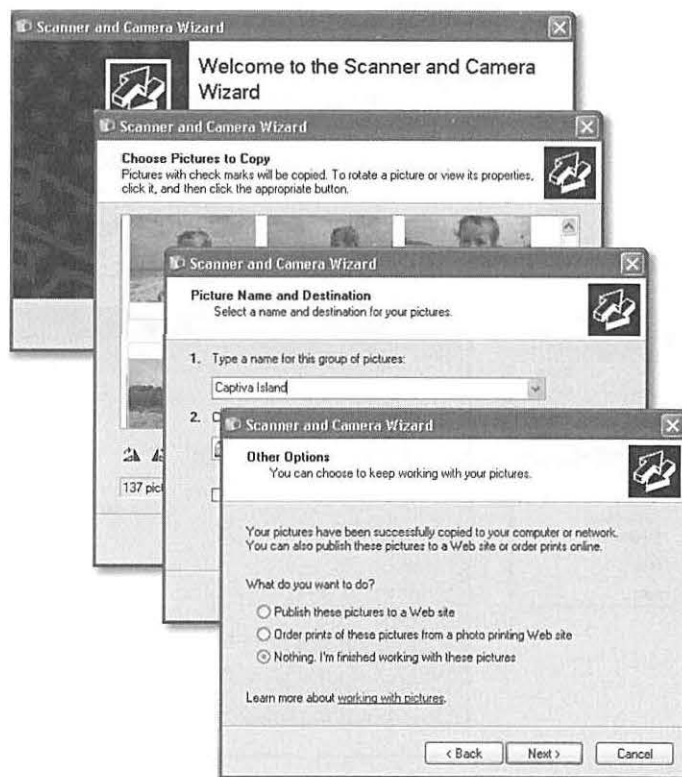 Scanner and Camera Wizard
Welcome to the Scanner and Camera
Wizard
Scanner and Camera Wizard
Choose Pictures to Copy
Pictures with check marks will be copied. To rotate a picture or view its properties,
click it, and then click the appropriate button.
137 pict
Scanner and Camera Wizard
Picture Name and Destination
Select a name and destination for your pictures.
1. Type a name for this group of pictures:
Captiva Island
2.
Scanner and Camera Wizard
Other Options
You can choose to keep working with your pictures.
Your pictures have been successfully copied to your computer or network.
You can also publish these pictures to a Web site or order prints online.
What do you want to do?
Publish these pictures to a Web site
Order prints of these pictures from a photo printing Web site
Nothing. I'm finished working with these pictures
Learn more about working with pictures.
< Back Next > Cancel